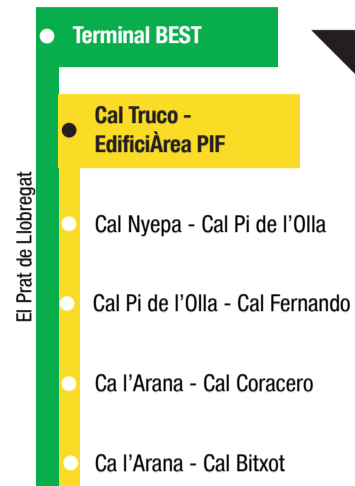 Terminal BEST
Cal Truco -
EdificiÀrea PIF
El Prat de Llobregat
Cal Nyepa - Cal Pi de l’Olla
Cal Pi de l’Olla - Cal Fernando
Ca l’Arana - Cal Coracero
Ca l’Arana - Cal Bitxot